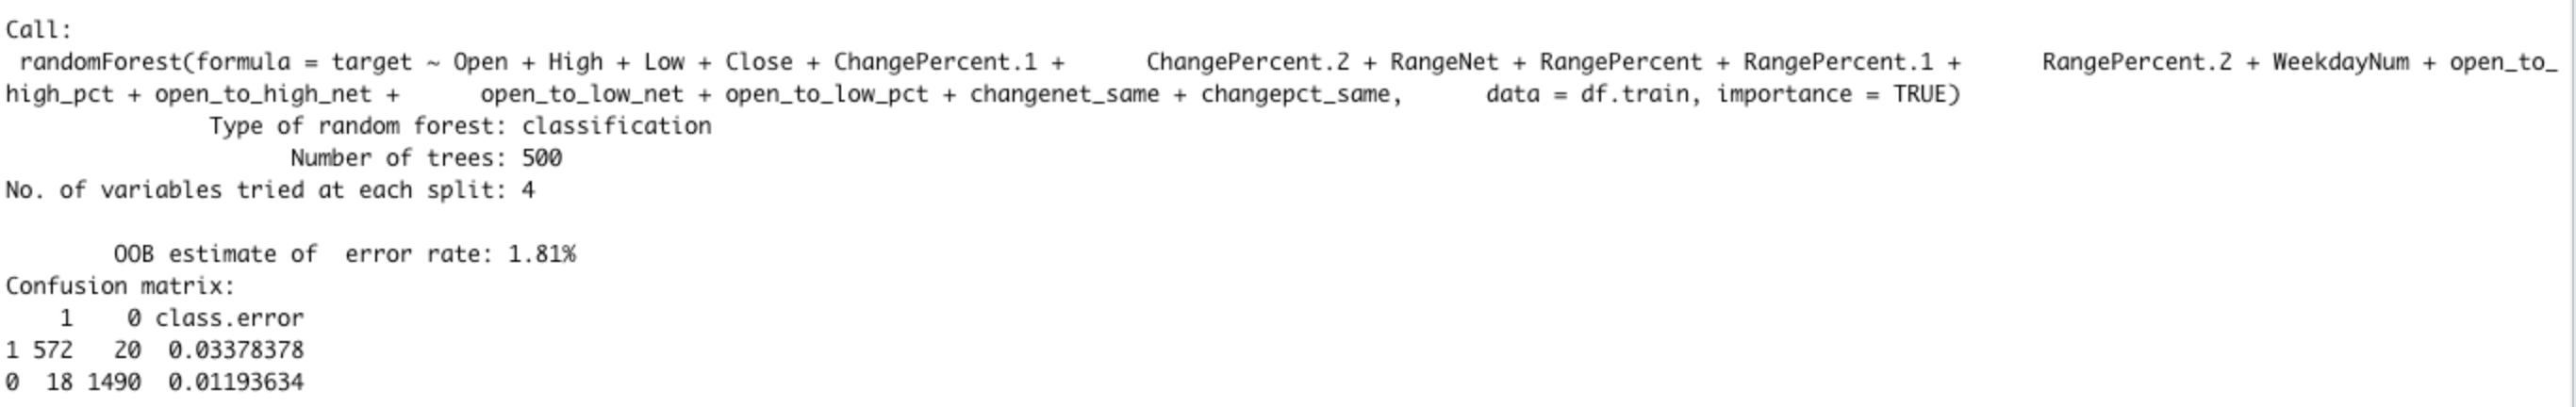 Call:
 randomForest(formula = target ~ Open + High + Low + Close + ChangePercent.1 +      ChangePercent.2 + RangeNet + RangePercent + RangePercent.1 +      RangePercent.2 + WeekdayNum + open_to_
high_pct + open_to_high_net +      open_to_low_net + open_to_low_pct + changenet_same + changepct_same,      data = df.train, importance = TRUE)
               Type of random forest: classification
                     Number of trees: 500
No. of variables tried at each split: 4

        OOB estimate of  error rate: 1.81%
Confusion matrix:
    1    0 class.error
1 572   20  0.03378378
0  18 1490  0.01193634